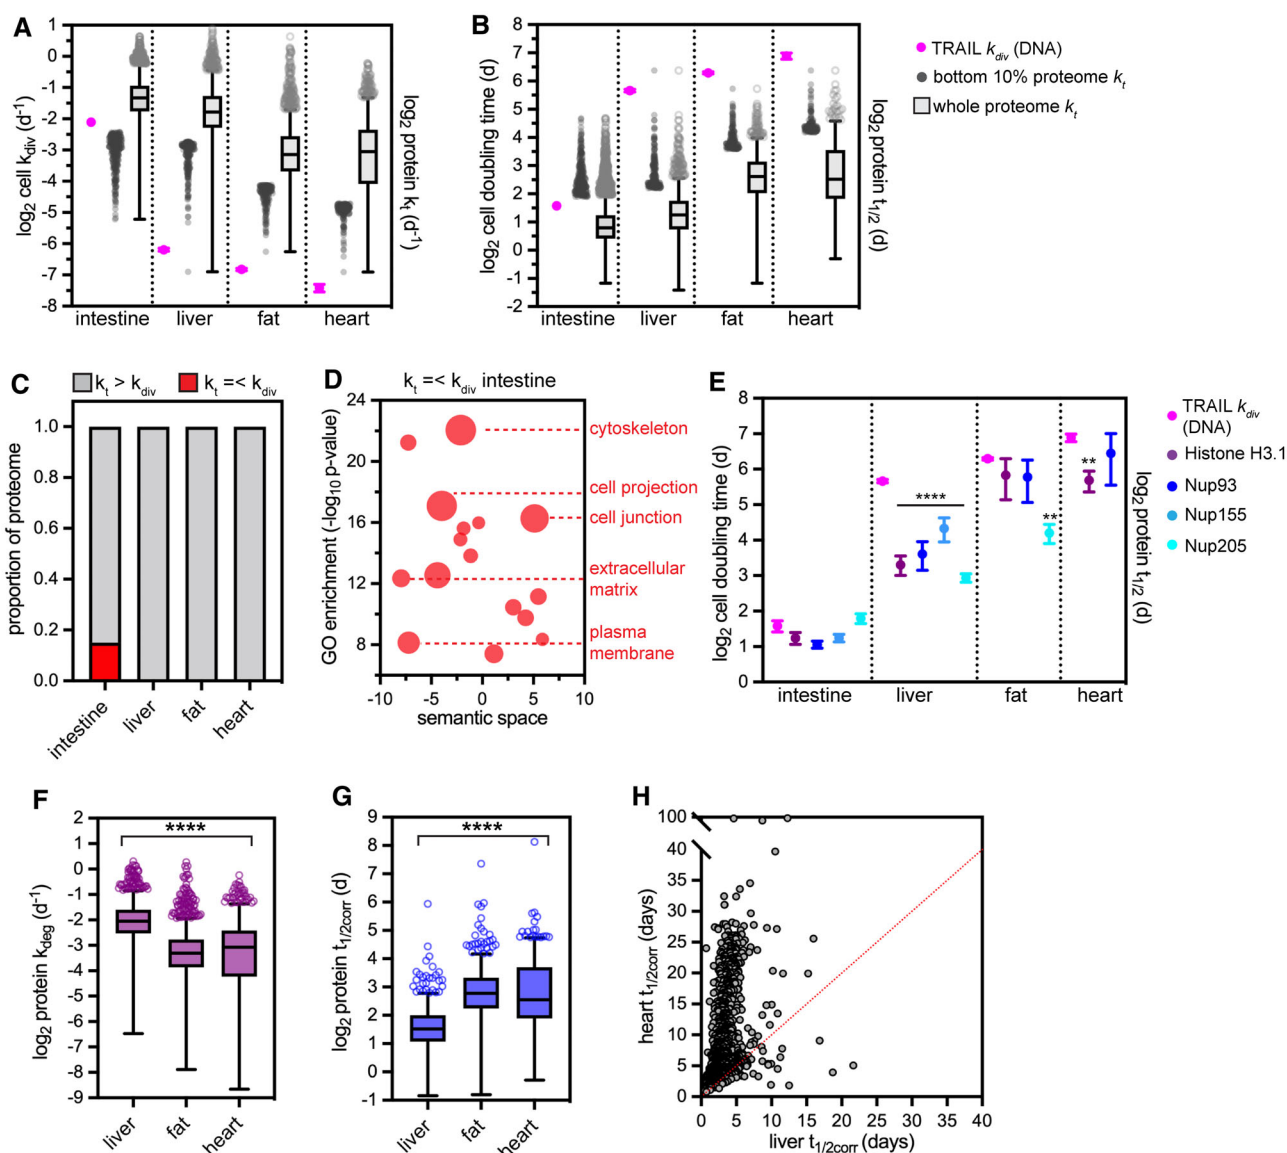 A
log2 cell kdiv (d-1)
1
0
-1
-2
-3
-4
-5
-6
-7
-8
intestine liver fat heart
log2 protein kt (d-1)
B
log2 cell doubling time (d)
8
7
6
5
4
3
2
1
0
-1
-2
intestine liver fat heart
log2 protein t1/2 (d)
TRAIL kdiv (DNA)
bottom 10% proteome kt
whole proteome kt
C
kt > kdiv kt =< kdiv
proportion of proteome
1.0
0.8
0.6
0.4
0.2
0.0
intestine liver fat heart
D
kt =< kdiv intestine
GO enrichment (-log10 p-value)
24
20
16
12
8
cytoskeleton
cell projection
cell junction
extracellular
matrix
plasma
membrane
-10 -5 0 5 10
semantic space
E
log2 cell doubling time (d)
8
7
6
5
4
3
2
1
0
****
**
**
intestine liver fat heart
log2 protein t1/2 (d)
TRAIL kdiv
(DNA)
Histone H3.1
Nup93
Nup155
Nup205
F
log2 protein kdeg (d-1)
2
1
0
-1
-2
-3
-4
-5
-6
-7
-8
-9
****
liver fat heart
G
log2 protein t1/2corr (d)
9
8
7
6
5
4
3
2
1
0
-1
****
liver fat heart
H
heart t1/2corr (days)
100
40
35
30
25
20
15
10
5
0
0 5 10 15 20 25 30 35 40
liver t1/2corr (days)